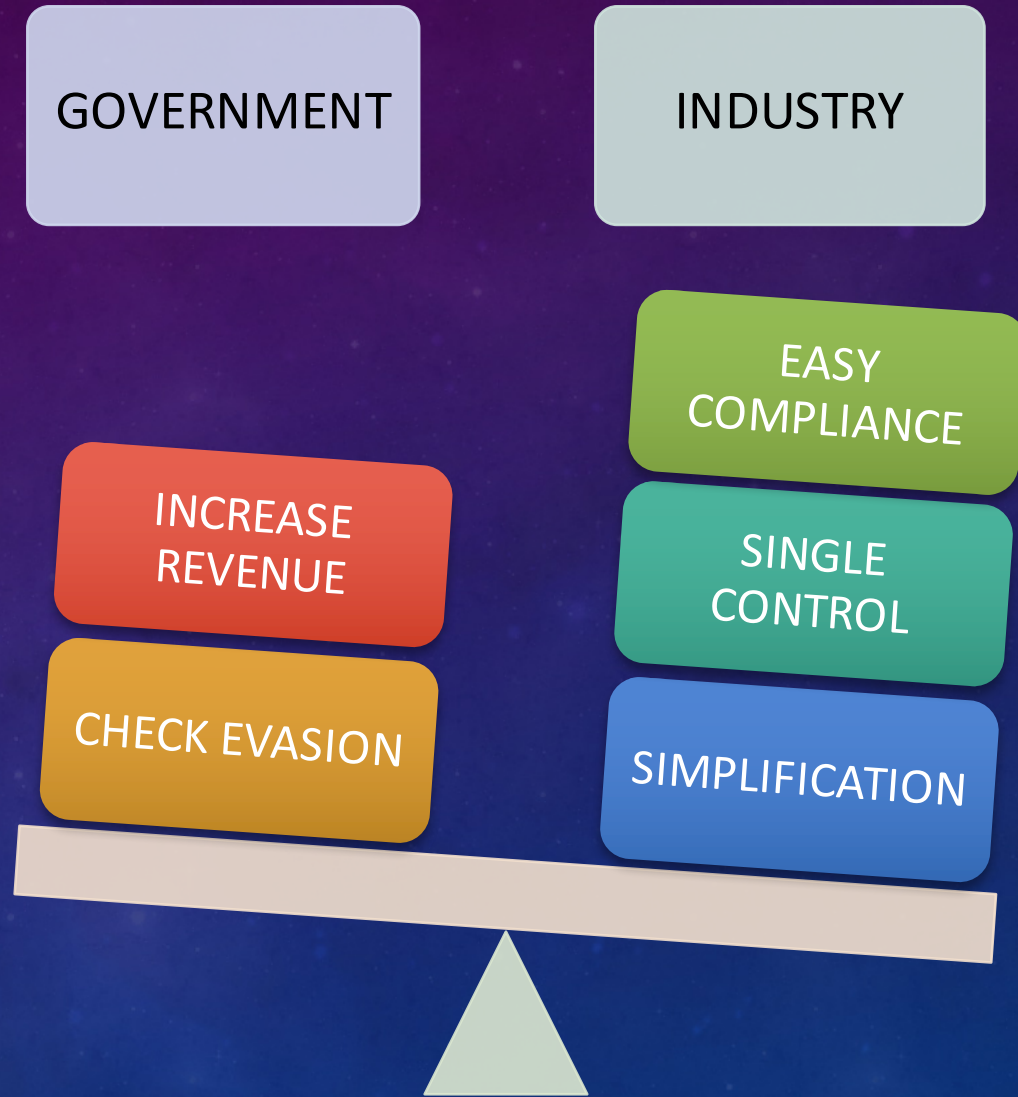 GOVERNMENT
INDUSTRY
INCREASE
REVENUE
CHECK EVASION
EASY
COMPLIANCE
SINGLE
CONTROL
SIMPLIFICATION